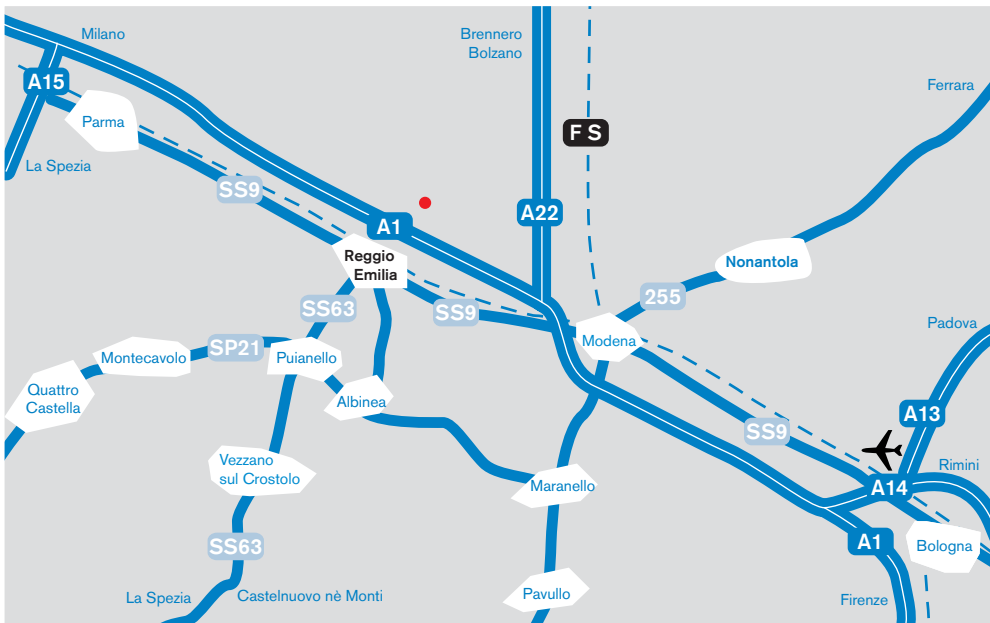 Milano
Brennero
Bolzano
A15
Ferrara
Parma
F S
La Spezia
SS9
A22
A1
Reggio
Emilia
Nonantola
255
SS63
SS9
Padova
Modena
SP21
Montecavolo
Puianello
Quattro
Castella
Albinea
A13
SS9
Vezzano
sul Crostolo
Rimini
Maranello
A14
SS63
A1
Bologna
La Spezia
Castelnuovo nè Monti
Pavullo
Firenze